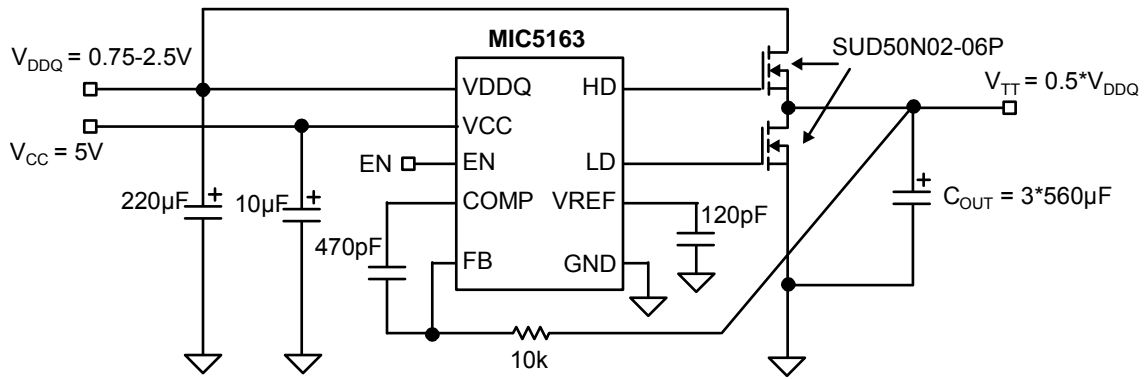 MIC5163
SUD50N02-06P
V_DDQ = 0.75-2.5V
V_TT = 0.5*V_DDQ
VDDQ
HD
VCC
V_CC = 5V
EN
EN
LD
220µF
+
10µF
+
COMP
VREF
120pF
+
C_OUT = 3*560µF
470pF
FB
GND
10k